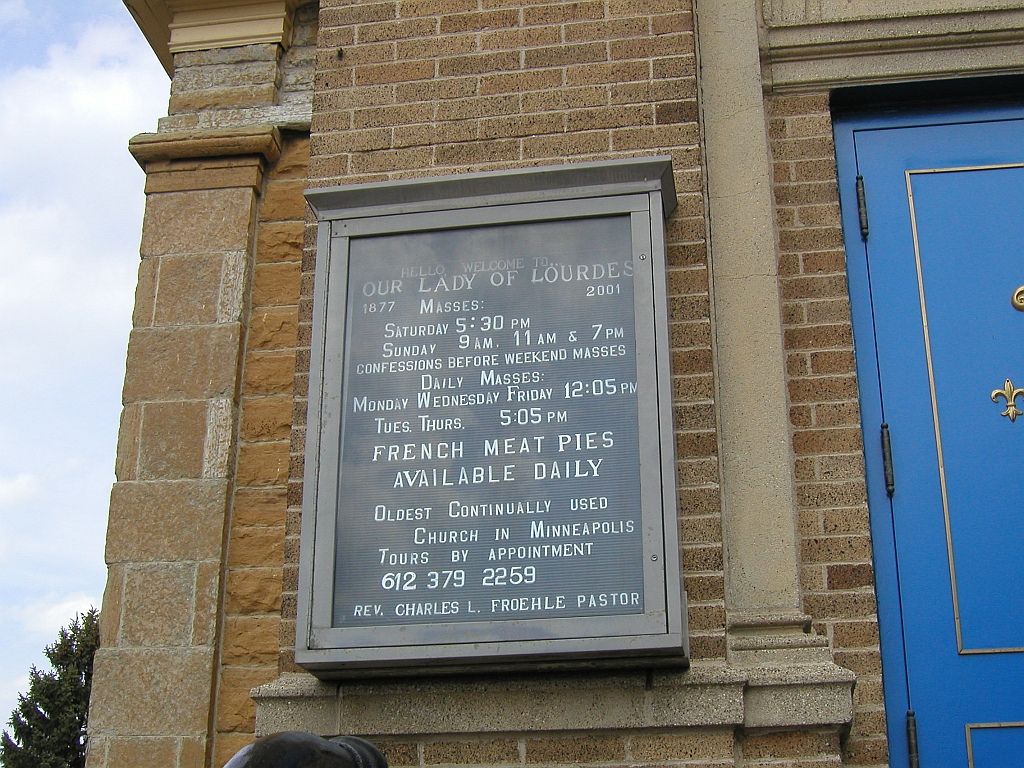 HELLO WELCOME TO...
OUR LADY OF LOURDES
1877 MASSES: 2001
SATURDAY 5:30 PM
SUNDAY 9 AM. 11 AM & 7 PM
CONFESSIONS BEFORE WEEKEND MASSES
DAILY MASSES:
MONDAY WEDNESDAY FRIDAY 12:05 PM
TUES. THURS. 5:05 PM
FRENCH MEAT PIES
AVAILABLE DAILY
OLDEST CONTINUALLY USED
CHURCH IN MINNEAPOLIS
TOURS BY APPOINTMENT
612 379 2259
REV. CHARLES L. FROEHLE PASTOR